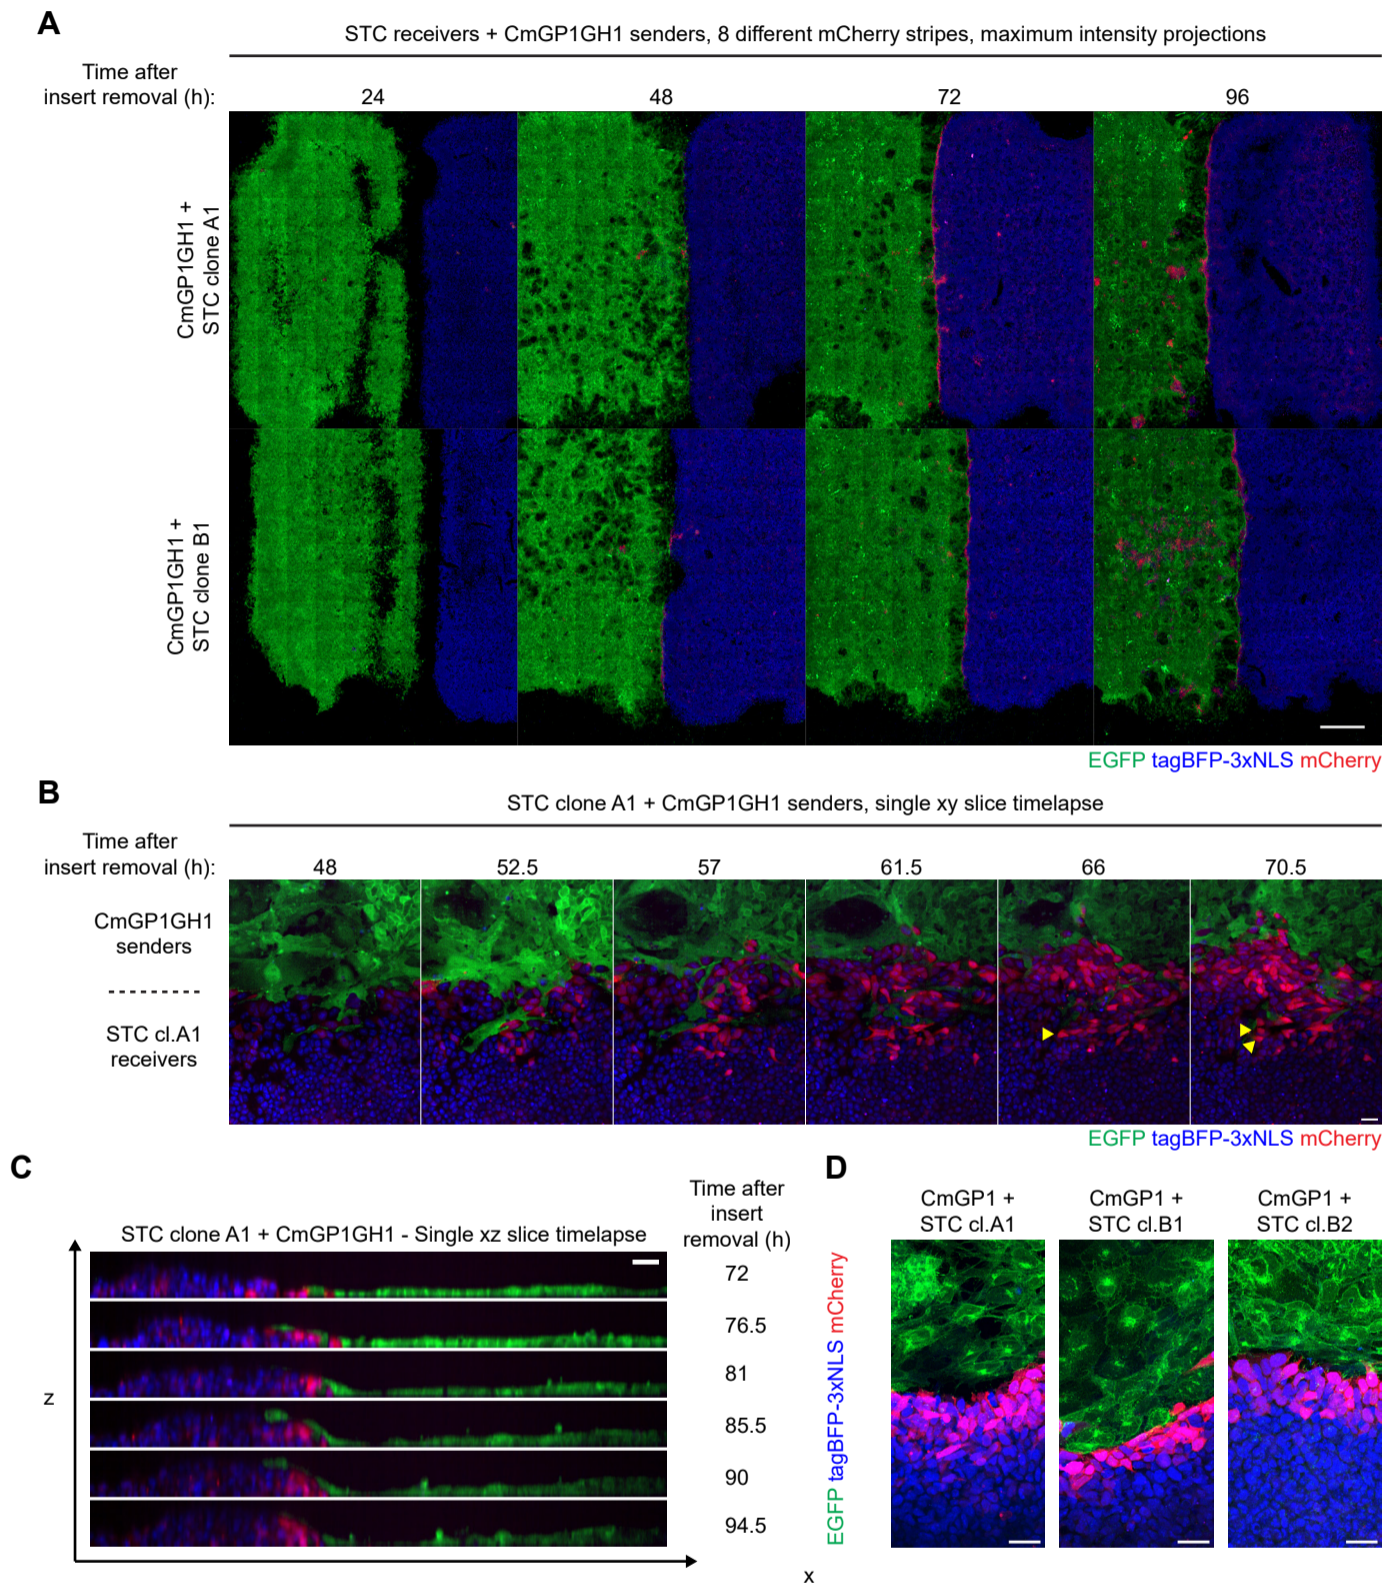 A
STC receivers + CmGP1GH1 senders, 8 different mCherry stripes, maximum intensity projections
Time after
insert removal (h):
24
48
72
96
CmGP1GH1 +
STC clone A1
CmGP1GH1 +
STC clone B1
EGFP tagBFP-3xNLS mCherry
B
STC clone A1 + CmGP1GH1 senders, single xy slice timelapse
Time after
insert removal (h):
48
52.5
57
61.5
66
70.5
CmGP1GH1
senders
STC cl.A1
receivers
EGFP tagBFP-3xNLS mCherry
C
STC clone A1 + CmGP1GH1 - Single xz slice timelapse
Time after
insert
removal (h)
72
76.5
81
85.5
90
94.5
z
x
D
CmGP1 +
STC cl.A1
CmGP1 +
STC cl.B1
CmGP1 +
STC cl.B2
EGFP tagBFP-3xNLS mCherry